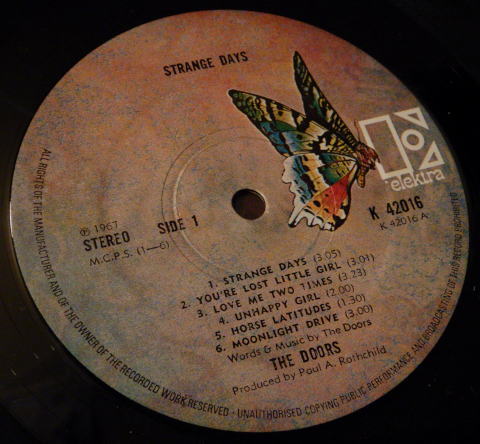 STRANGE DAYS
elektra
K 42016
K 42016 A
℗ 1967
STEREO SIDE 1
M.C.P.S. (1–6)
1. STRANGE DAYS (3.05)
2. YOU'RE LOST LITTLE GIRL (3.01)
3. LOVE ME TWO TIMES (3.23)
4. UNHAPPY GIRL (2.00)
5. HORSE LATITUDES (1.30)
6. MOONLIGHT DRIVE (3.00)
Words & Music by The Doors
THE DOORS
Produced by Paul A. Rothchild
ALL RIGHTS OF THE MANUFACTURER AND OF THE OWNER OF THE RECORDED WORK RESERVED · UNAUTHORISED COPYING PUBLIC PERFORMANCE AND BROADCASTING OF THIS RECORD PROHIBITED